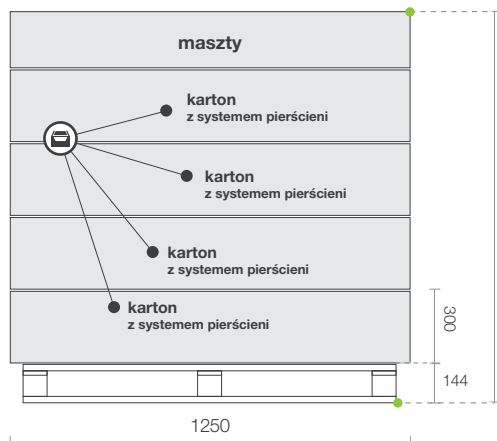 maszty
karton
z systemem pierścieni
karton
z systemem pierścieni
karton
z systemem pierścieni
karton
z systemem pierścieni
300
144
1250